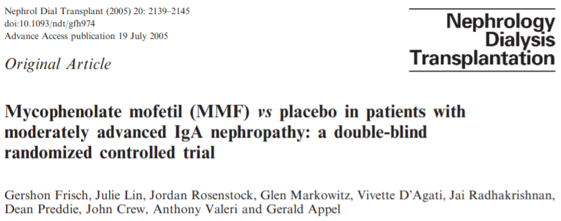 Nephrol Dial Transplant (2005) 20: 2139–2145
doi:10.1093/ndt/gfh974
Advance Access publication 19 July 2005
Nephrology
Dialysis
Transplantation
Original Article
Mycophenolate mofetil (MMF) vs placebo in patients with
moderately advanced IgA nephropathy: a double-blind
randomized controlled trial
Gershon Frisch, Julie Lin, Jordan Rosenstock, Glen Markowitz, Vivette D’Agati, Jai Radhakrishnan,
Dean Preddie, John Crew, Anthony Valeri and Gerald Appel